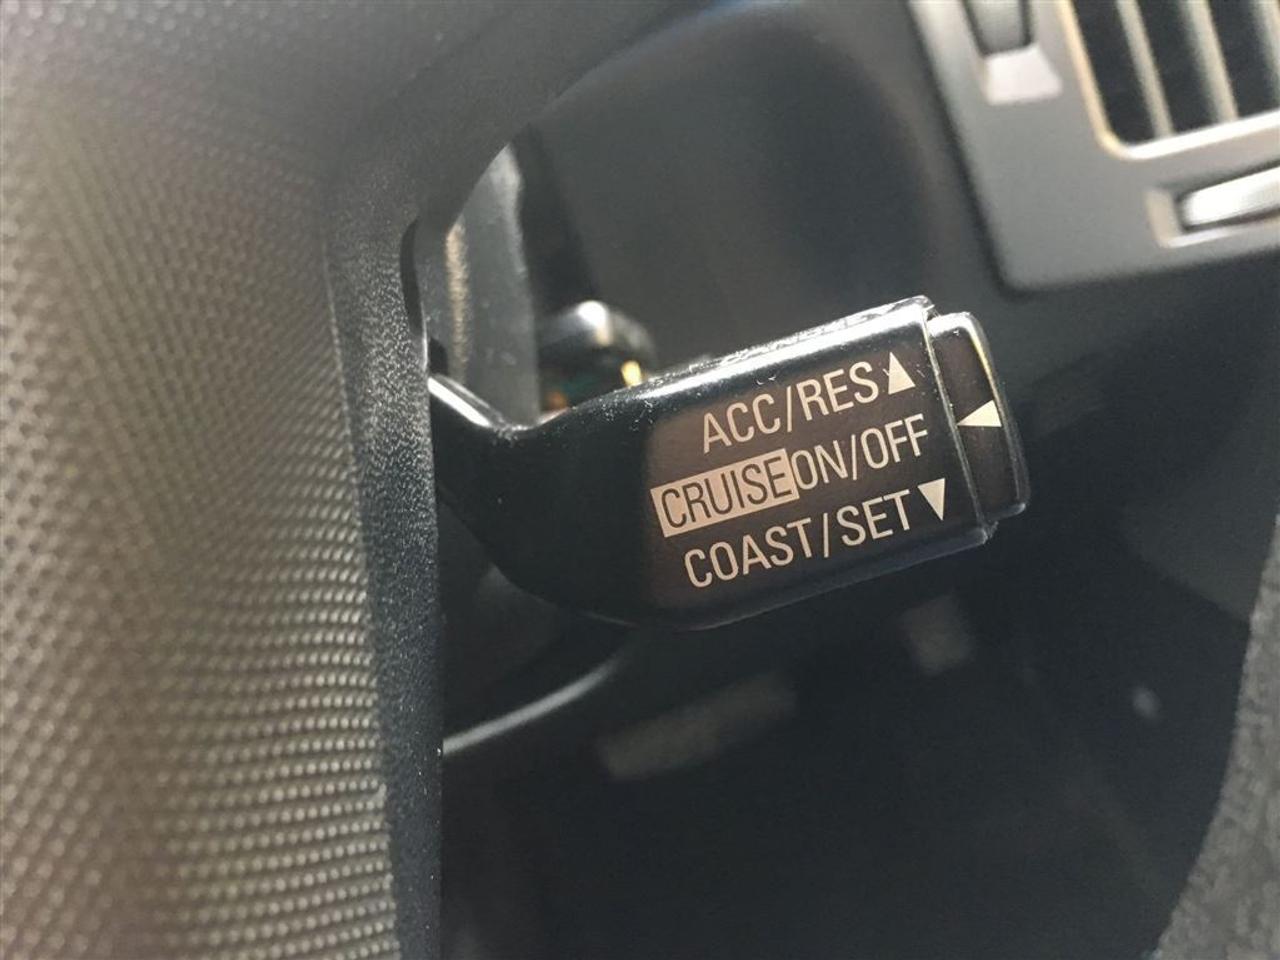 ACC/RES▲
CRUISE ON/OFF
COAST/SET▼